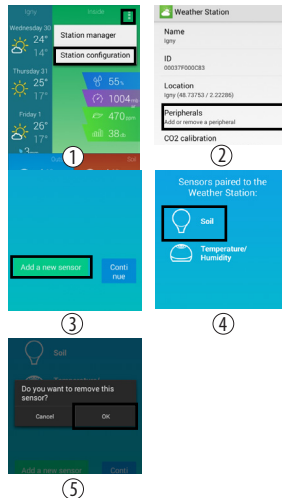 Igny
Inside
Wednesday 30
24°
14°
Station manager
Station configuration
Thursday 31
25°
17°
55%
1004
Friday 1
26°
17°
470
38
①
Weather Station
Name
Igny
ID
00037F000C83
Location
Igny (48.73753 / 2.22286)
Peripherals
Add or remove a peripheral
CO2 calibration
②
Soil
Add a new sensor
Conti
nue
③
Sensors paired to the
Weather Station:
Soil
Temperature/
Humidity
④
Soil
Do you want to remove this
sensor?
Cancel
OK
Add a new sensor
Conti
⑤